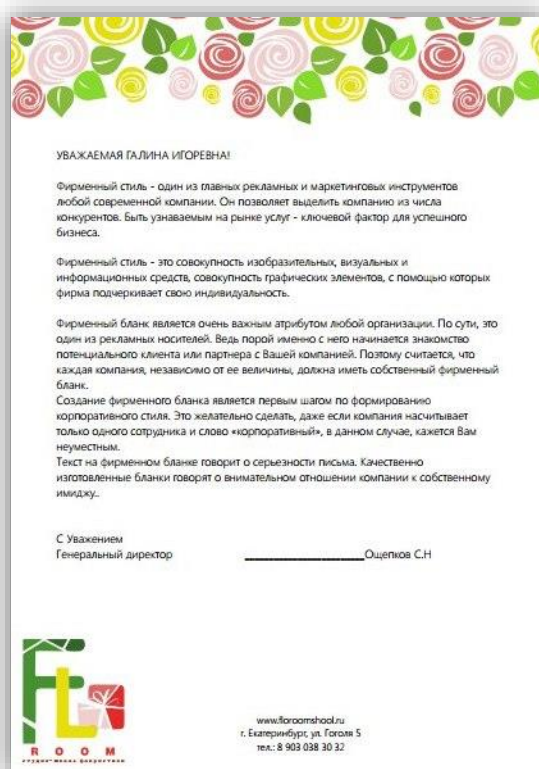 УВАЖАЕМАЯ ГАЛИНА ИГОРЕВНА!
Фирменный стиль - один из главных рекламных и маркетинговых инструментов
любой современной компании. Он позволяет выделить компанию из числа
конкурентов. Быть узнаваемым на рынке услуг - ключевой фактор для успешного
бизнеса.
Фирменный стиль - это совокупность изобразительных, визуальных и
информационных средств, совокупность графических элементов, с помощью которых
фирма подчеркивает свою индивидуальность.
Фирменный бланк является очень важным атрибутом любой организации. По сути, это
один из рекламных носителей. Ведь порой именно с него начинается знакомство
потенциального клиента или партнера с Вашей компанией. Поэтому считается, что
каждая компания, независимо от ее величины, должна иметь собственный фирменный
бланк.
Создание фирменного бланка является первым шагом по формированию
корпоративного стиля. Это желательно сделать, даже если компания насчитывает
только одного сотрудника и слово «корпоративный», в данном случае, кажется Вам
неуместным.
Текст на фирменном бланке говорит о серьезности письма. Качественно
изготовленные бланки говорят о внимательном отношении компании к собственному
имиджу..
С Уважением
Генеральный директор ____________________Ощепков С.Н
FL
ROOM
студия-школа флористики
www.floroomshool.ru
г. Екатеринбург, ул. Гоголя 5
тел.: 8 903 038 30 32